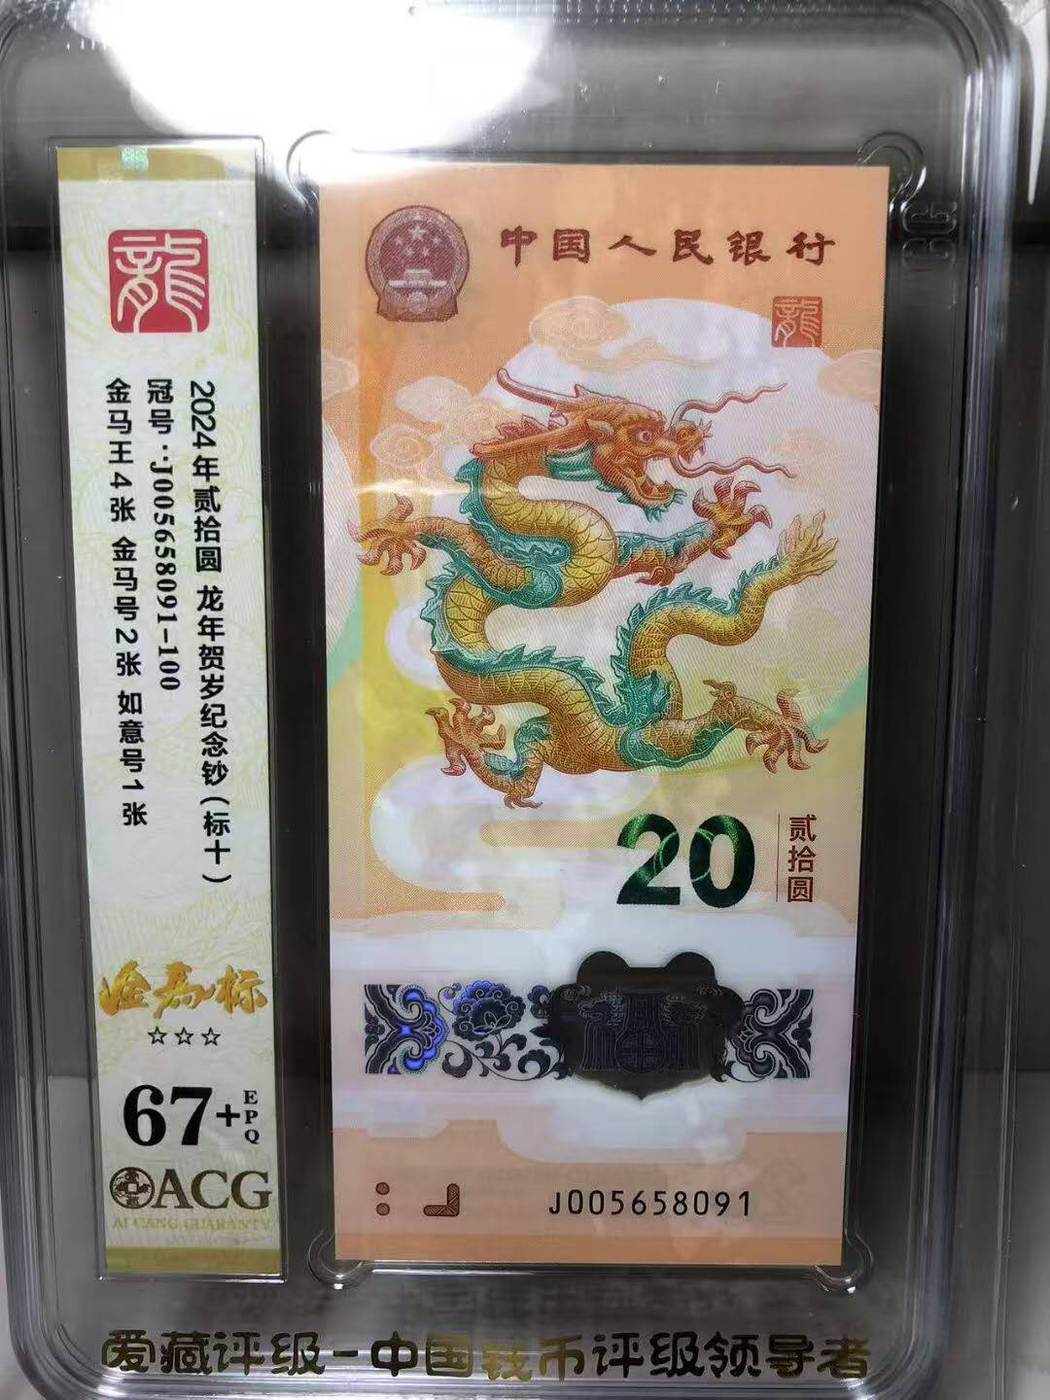 龍
2024年贰拾圆 龙年贺岁纪念钞(标十)
冠号:J005658091-100
金马王4张 金马号2张 如意号1张
金马标
☆☆☆
67+EPQ
ACG
AI CANG GUARANTY
中国人民银行
龍
20
贰拾圆
J005658091
爱藏评级-中国钱币评级领导者